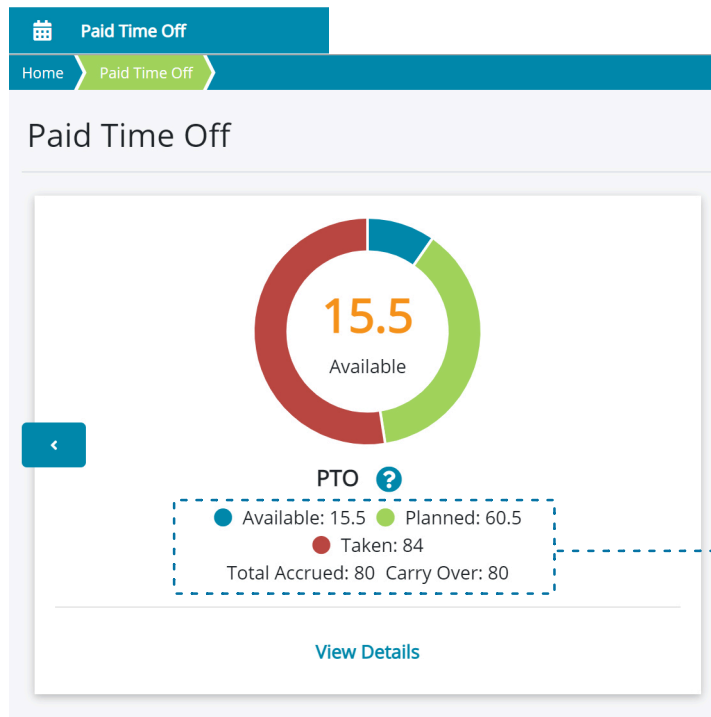 Paid Time Off
Home Paid Time Off
Paid Time Off
15.5
Available
PTO ?
Available: 15.5 Planned: 60.5
Taken: 84
Total Accrued: 80 Carry Over: 80
View Details